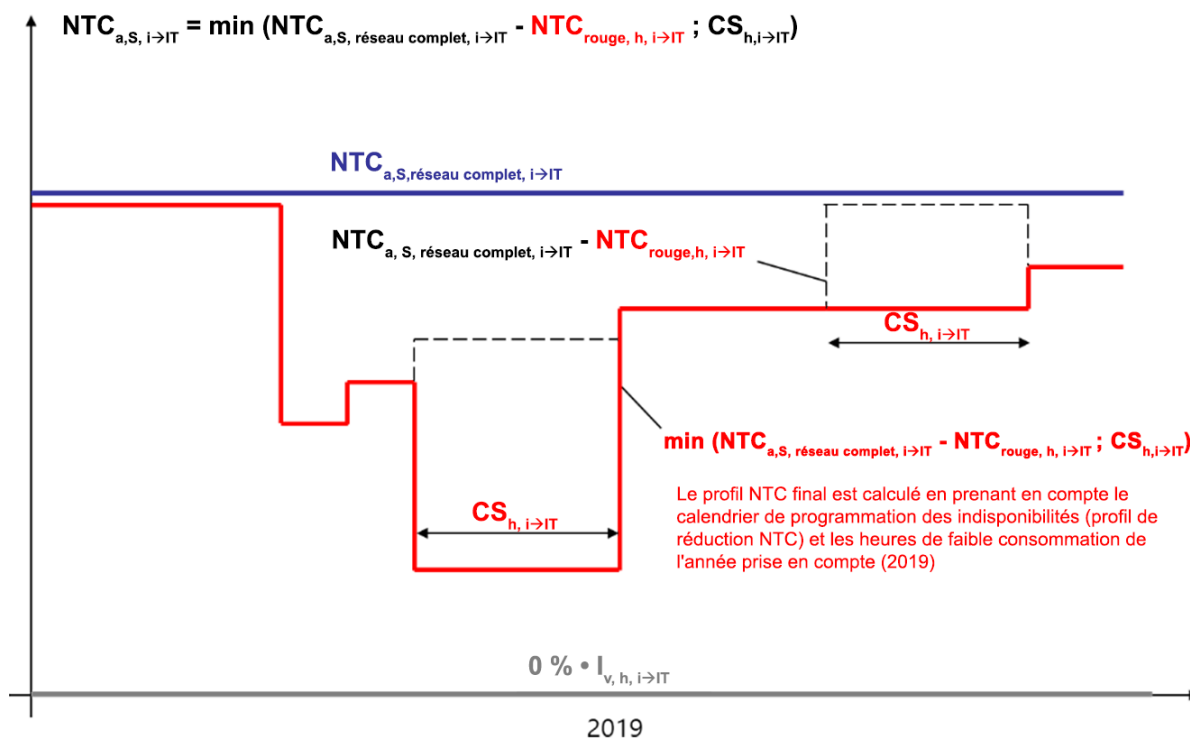 NTCa,S, i→IT = min (NTCa,S, réseau complet, i→IT - NTCrouge, h, i→IT ; CSh,i→IT)
NTCa,S,réseau complet, i→IT
NTCa, S, réseau complet, i→IT - NTCrouge,h, i→IT
CSh, i→IT
min (NTCa,S, réseau complet, i→IT - NTCrouge, h, i→IT ; CSh,i→IT)
Le profil NTC final est calculé en prenant en compte le
calendrier de programmation des indisponibilités (profil de
réduction NTC) et les heures de faible consommation de
l'année prise en compte (2019)
CSh, i→IT
0 % • Iv, h, i→IT
2019